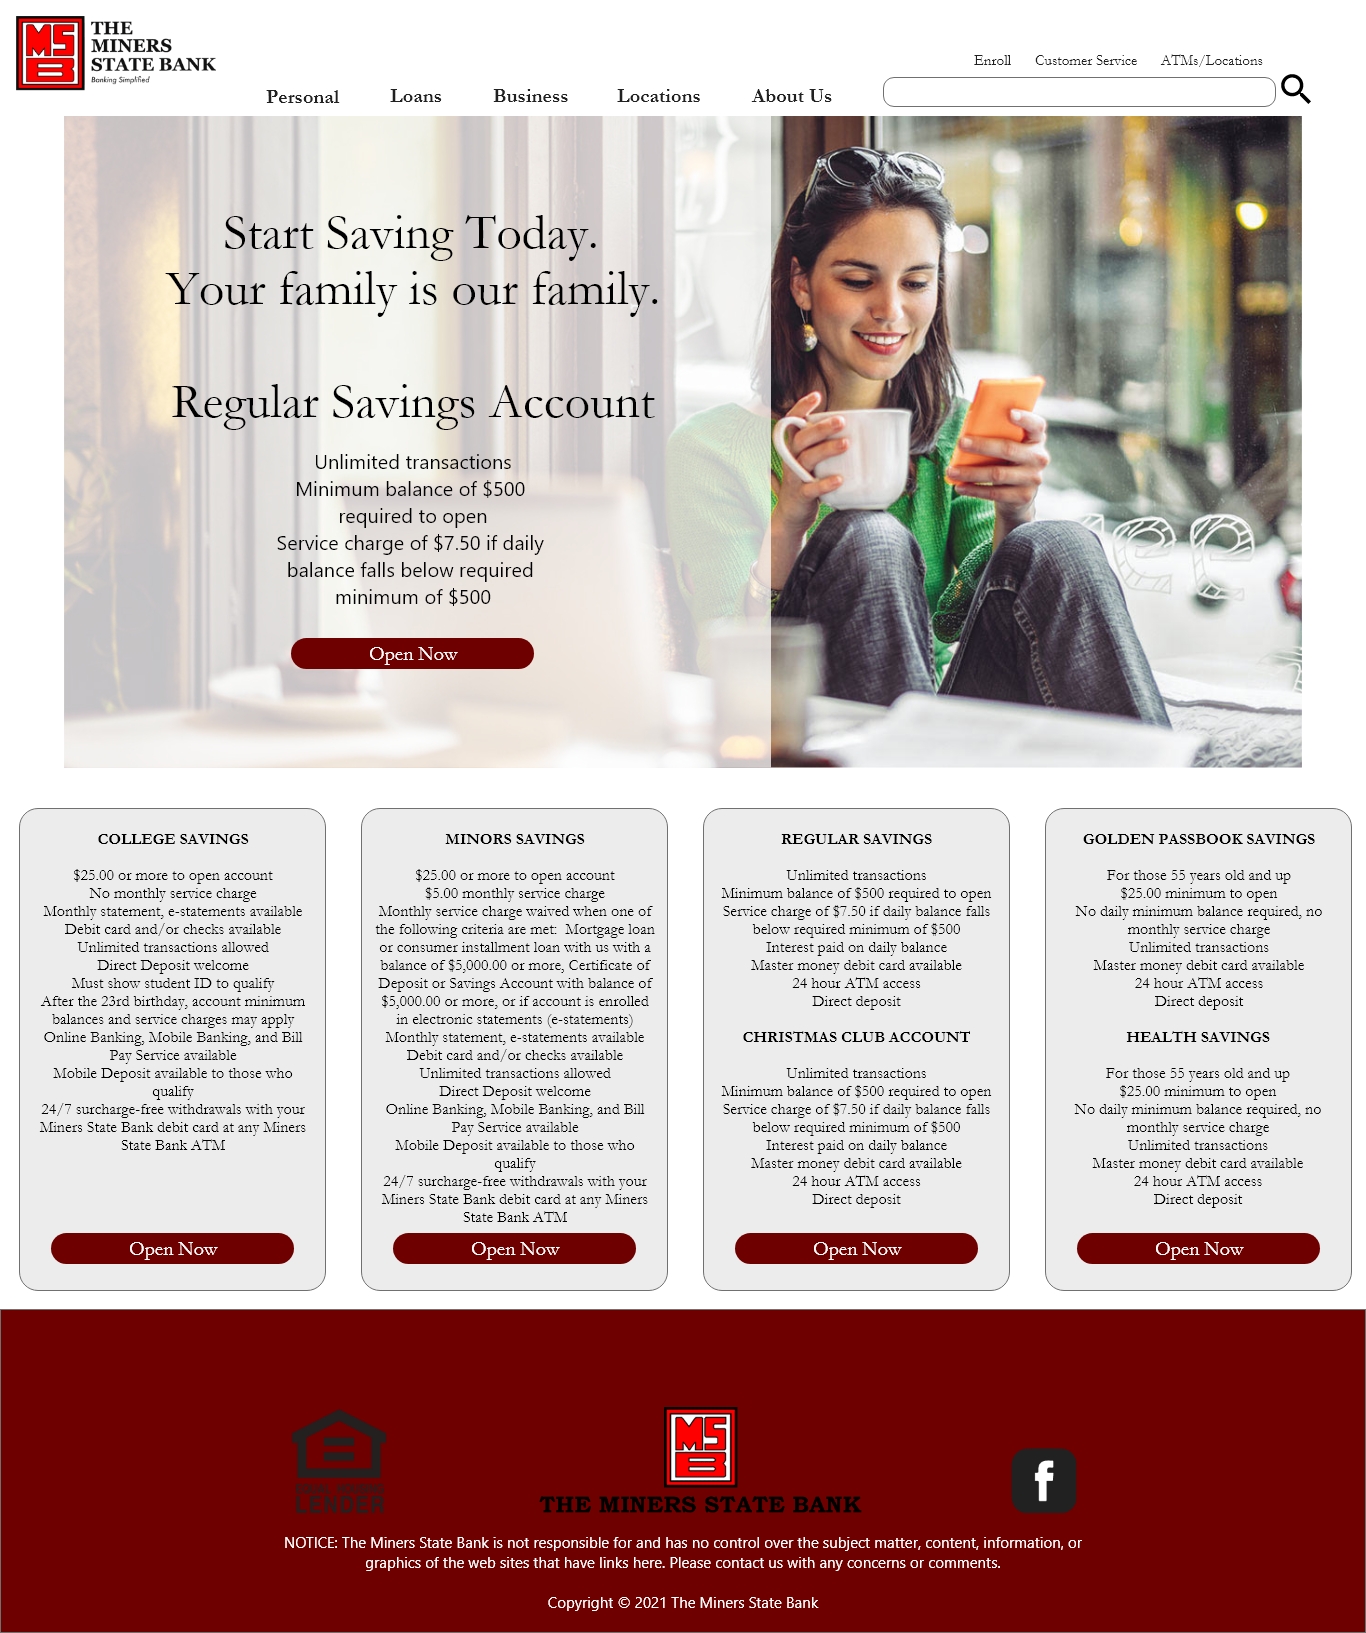 MSB
THE
MINERS
STATE BANK
Banking Simplified
Enroll Customer Service ATMs/Locations
Personal Loans Business Locations About Us
Start Saving Today.
Your family is our family.
Regular Savings Account
Unlimited transactions
Minimum balance of $500
required to open
Service charge of $7.50 if daily
balance falls below required
minimum of $500
Open Now
COLLEGE SAVINGS
$25.00 or more to open account
No monthly service charge
Monthly statement, e-statements available
Debit card and/or checks available
Unlimited transactions allowed
Direct Deposit welcome
Must show student ID to qualify
After the 23rd birthday, account minimum
balances and service charges may apply
Online Banking, Mobile Banking, and Bill
Pay Service available
Mobile Deposit available to those who
qualify
24/7 surcharge-free withdrawals with your
Miners State Bank debit card at any Miners
State Bank ATM
Open Now
MINORS SAVINGS
$25.00 or more to open account
$5.00 monthly service charge
Monthly service charge waived when one of
the following criteria are met:  Mortgage loan
or consumer installment loan with us with a
balance of $5,000.00 or more, Certificate of
Deposit or Savings Account with balance of
$5,000.00 or more, or if account is enrolled
in electronic statements (e-statements)
Monthly statement, e-statements available
Debit card and/or checks available
Unlimited transactions allowed
Direct Deposit welcome
Online Banking, Mobile Banking, and Bill
Pay Service available
Mobile Deposit available to those who
qualify
24/7 surcharge-free withdrawals with your
Miners State Bank debit card at any Miners
State Bank ATM
Open Now
REGULAR SAVINGS
Unlimited transactions
Minimum balance of $500 required to open
Service charge of $7.50 if daily balance falls
below required minimum of $500
Interest paid on daily balance
Master money debit card available
24 hour ATM access
Direct deposit
CHRISTMAS CLUB ACCOUNT
Unlimited transactions
Minimum balance of $500 required to open
Service charge of $7.50 if daily balance falls
below required minimum of $500
Interest paid on daily balance
Master money debit card available
24 hour ATM access
Direct deposit
Open Now
GOLDEN PASSBOOK SAVINGS
For those 55 years old and up
$25.00 minimum to open
No daily minimum balance required, no
monthly service charge
Unlimited transactions
Master money debit card available
24 hour ATM access
Direct deposit
HEALTH SAVINGS
For those 55 years old and up
$25.00 minimum to open
No daily minimum balance required, no
monthly service charge
Unlimited transactions
Master money debit card available
24 hour ATM access
Direct deposit
Open Now
EQUAL HOUSING
LENDER
MSB
THE MINERS STATE BANK
f
NOTICE: The Miners State Bank is not responsible for and has no control over the subject matter, content, information, or
graphics of the web sites that have links here. Please contact us with any concerns or comments.
Copyright © 2021 The Miners State Bank